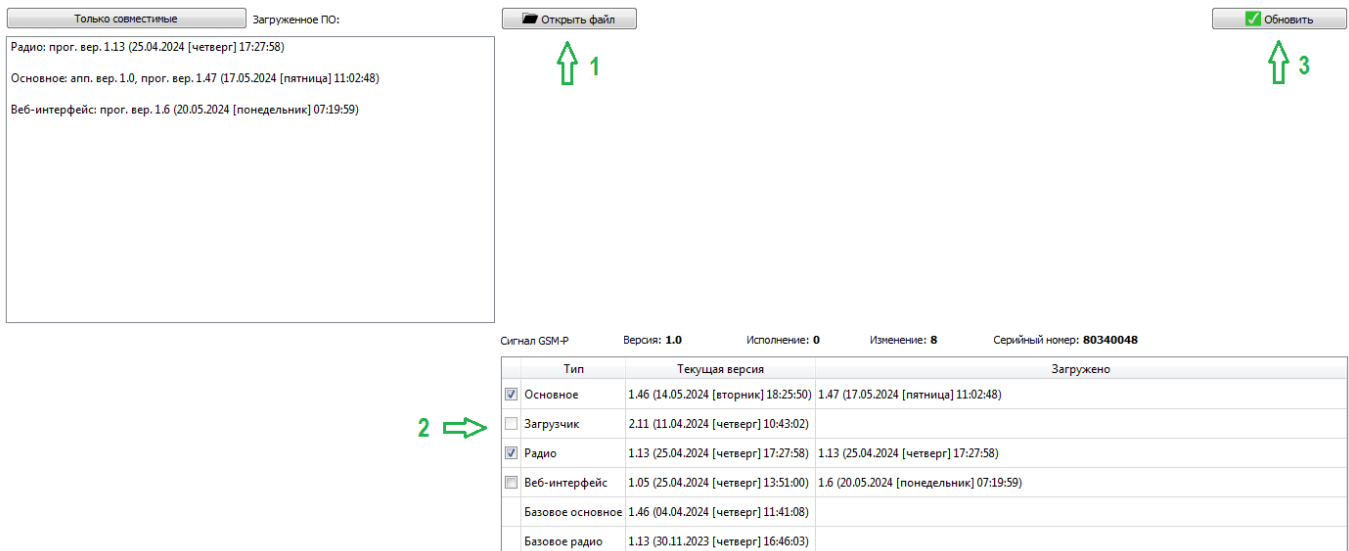 Только совместимые Загруженное ПО: Открыть файл Обновить
1 3
Радио: прог. вер. 1.13 (25.04.2024 [четверг] 17:27:58)
Основное: апп. вер. 1.0, прог. вер. 1.47 (17.05.2024 [пятница] 11:02:48)
Веб-интерфейс: прог. вер. 1.6 (20.05.2024 [понедельник] 07:19:59)
Сигнал GSM-P Версия: 1.0 Исполнение: 0 Изменение: 8 Серийный номер: 80340048
Тип Текущая версия Загружено
Основное 1.46 (14.05.2024 [вторник] 18:25:50) 1.47 (17.05.2024 [пятница] 11:02:48)
2 Загрузчик 2.11 (11.04.2024 [четверг] 10:43:02)
Радио 1.13 (25.04.2024 [четверг] 17:27:58) 1.13 (25.04.2024 [четверг] 17:27:58)
Веб-интерфейс 1.05 (25.04.2024 [четверг] 13:51:00) 1.6 (20.05.2024 [понедельник] 07:19:59)
Базовое основное 1.46 (04.04.2024 [четверг] 11:41:08)
Базовое радио 1.13 (30.11.2023 [четверг] 16:46:03)